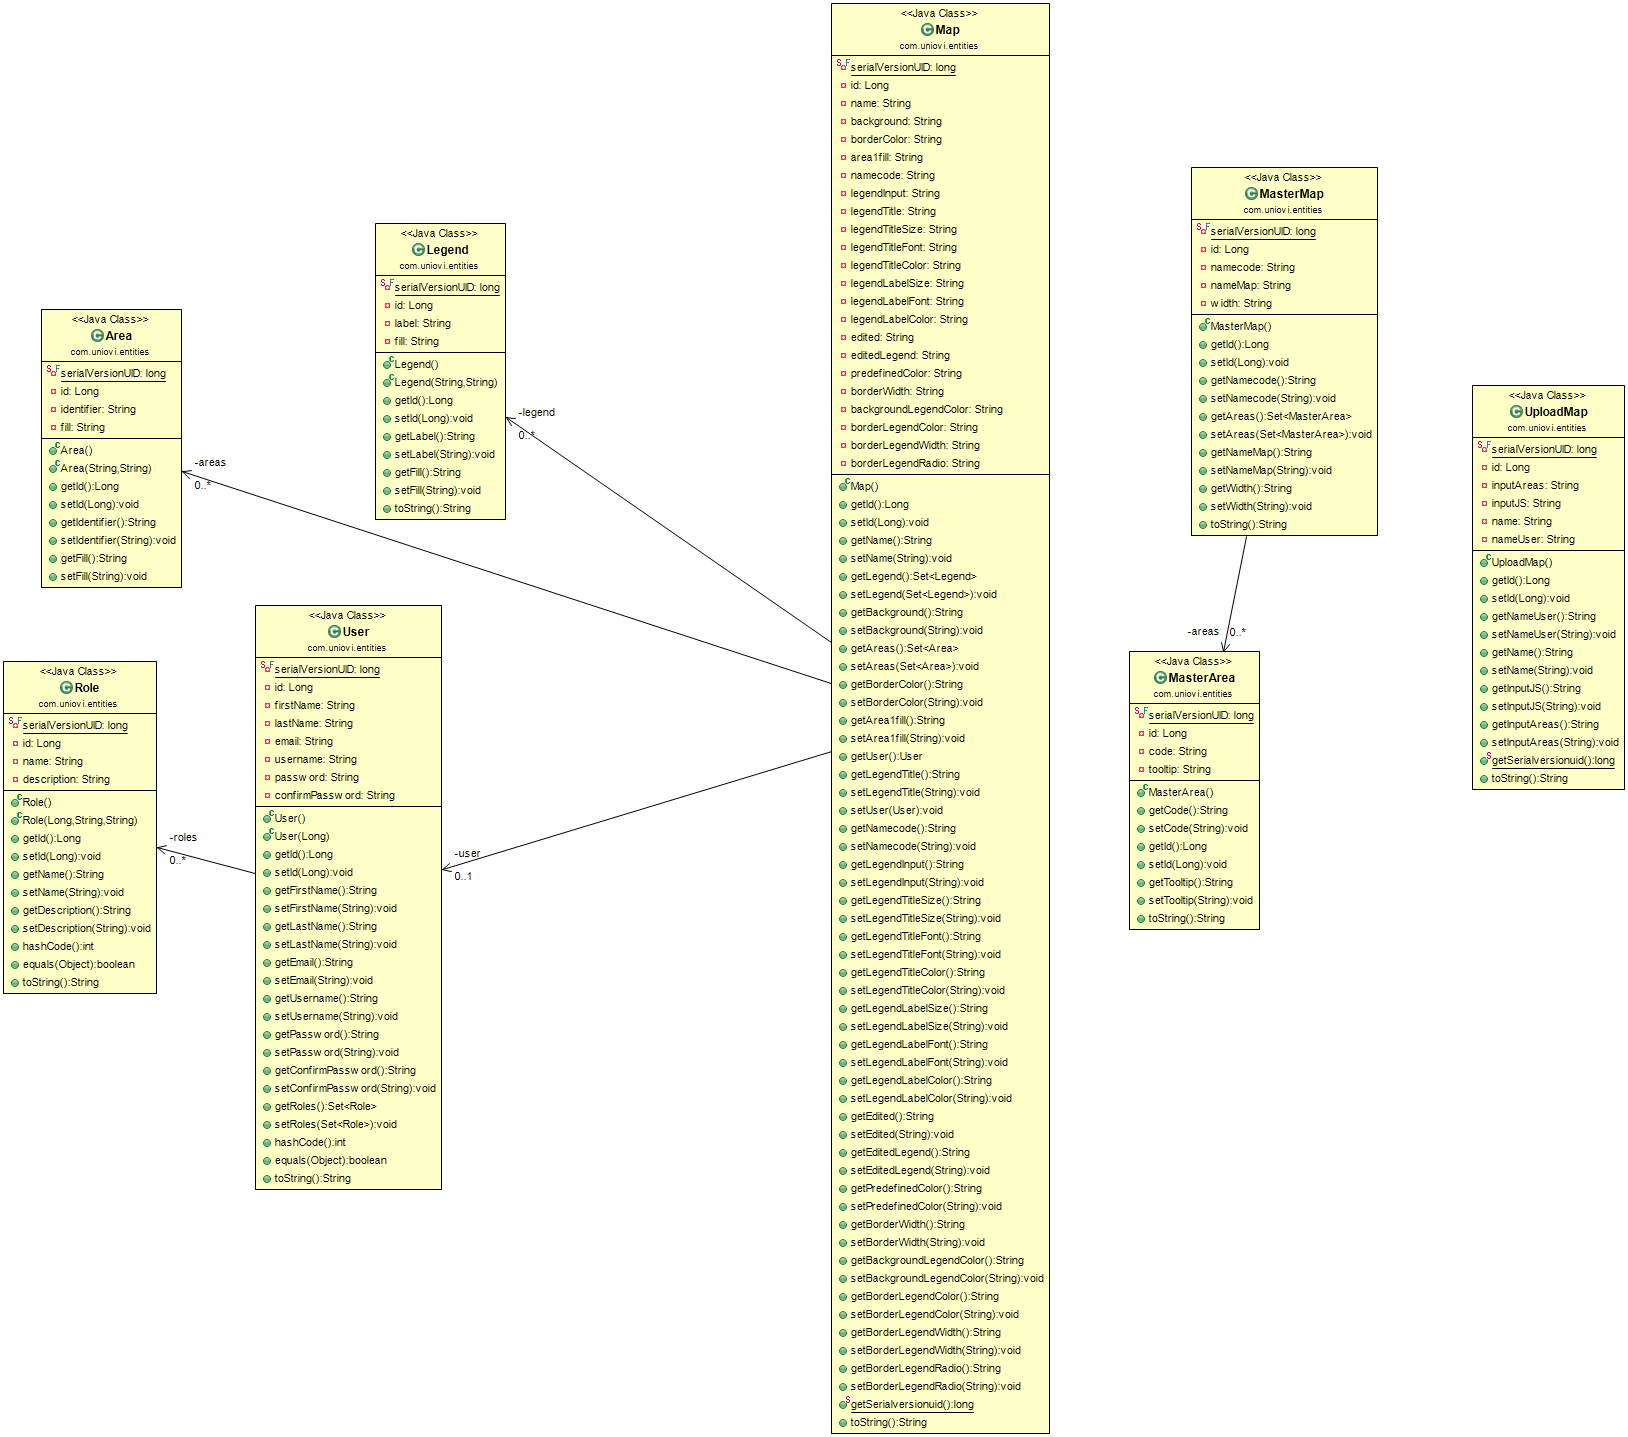 <<Java Class>>
Map
com.uniovi.entities
serialVersionUID: long
id: Long
name: String
background: String
borderColor: String
area1fill: String
namecode: String
legendInput: String
legendTitle: String
legendTitleSize: String
legendTitleFont: String
legendTitleColor: String
legendLabelSize: String
legendLabelFont: String
legendLabelColor: String
edited: String
editedLegend: String
predefinedColor: String
borderWidth: String
backgroundLegendColor: String
borderLegendColor: String
borderLegendWidth: String
borderLegendRadio: String
Map()
getId():Long
setId(Long):void
getName():String
setName(String):void
getLegend():Set<Legend>
setLegend(Set<Legend>):void
getBackground():String
setBackground(String):void
getAreas():Set<Area>
setAreas(Set<Area>):void
getBorderColor():String
setBorderColor(String):void
getArea1fill():String
setArea1fill(String):void
getUser():User
getLegendTitle():String
setLegendTitle(String):void
setUser(User):void
getNamecode():String
setNamecode(String):void
getLegendInput():String
setLegendInput(String):void
getLegendTitleSize():String
setLegendTitleSize(String):void
getLegendTitleFont():String
setLegendTitleFont(String):void
getLegendTitleColor():String
setLegendTitleColor(String):void
getLegendLabelSize():String
setLegendLabelSize(String):void
getLegendLabelFont():String
setLegendLabelFont(String):void
getLegendLabelColor():String
setLegendLabelColor(String):void
getEdited():String
setEdited(String):void
getEditedLegend():String
setEditedLegend(String):void
getPredefinedColor():String
setPredefinedColor(String):void
getBorderWidth():String
setBorderWidth(String):void
getBackgroundLegendColor():String
setBackgroundLegendColor(String):void
getBorderLegendColor():String
setBorderLegendColor(String):void
getBorderLegendWidth():String
setBorderLegendWidth(String):void
getBorderLegendRadio():String
setBorderLegendRadio(String):void
getSerialversionuid():long
toString():String
<<Java Class>>
MasterMap
com.uniovi.entities
serialVersionUID: long
id: Long
namecode: String
nameMap: String
width: String
MasterMap()
getId():Long
setId(Long):void
getNamecode():String
setNamecode(String):void
getAreas():Set<MasterArea>
setAreas(Set<MasterArea>):void
getNameMap():String
setNameMap(String):void
getWidth():String
setWidth(String):void
toString():String
-areas
0..*
<<Java Class>>
MasterArea
com.uniovi.entities
serialVersionUID: long
id: Long
code: String
tooltip: String
MasterArea()
getCode():String
setCode(String):void
getId():Long
setId(Long):void
getTooltip():String
setTooltip(String):void
toString():String
<<Java Class>>
UploadMap
com.uniovi.entities
serialVersionUID: long
id: Long
inputAreas: String
inputJS: String
name: String
nameUser: String
UploadMap()
getId():Long
setId(Long):void
getNameUser():String
setNameUser(String):void
getName():String
setName(String):void
getInputJS():String
setInputJS(String):void
getInputAreas():String
setInputAreas(String):void
getSerialversionuid():long
toString():String
<<Java Class>>
Legend
com.uniovi.entities
serialVersionUID: long
id: Long
label: String
fill: String
Legend()
Legend(String,String)
getId():Long
setId(Long):void
getLabel():String
setLabel(String):void
getFill():String
setFill(String):void
toString():String
-legend
0..*
<<Java Class>>
Area
com.uniovi.entities
serialVersionUID: long
id: Long
identifier: String
fill: String
Area()
Area(String,String)
getId():Long
setId(Long):void
getIdentifier():String
setIdentifier(String):void
getFill():String
setFill(String):void
-areas
0..*
<<Java Class>>
User
com.uniovi.entities
serialVersionUID: long
id: Long
firstName: String
lastName: String
email: String
username: String
password: String
confirmPassword: String
User()
User(Long)
getId():Long
setId(Long):void
getFirstName():String
setFirstName(String):void
getLastName():String
setLastName(String):void
getEmail():String
setEmail(String):void
getUsername():String
setUsername(String):void
getPassword():String
setPassword(String):void
getConfirmPassword():String
setConfirmPassword(String):void
getRoles():Set<Role>
setRoles(Set<Role>):void
hashCode():int
equals(Object):boolean
toString():String
-user
0..1
<<Java Class>>
Role
com.uniovi.entities
serialVersionUID: long
id: Long
name: String
description: String
Role()
Role(Long,String,String)
getId():Long
setId(Long):void
getName():String
setName(String):void
getDescription():String
setDescription(String):void
hashCode():int
equals(Object):boolean
toString():String
-roles
0..*